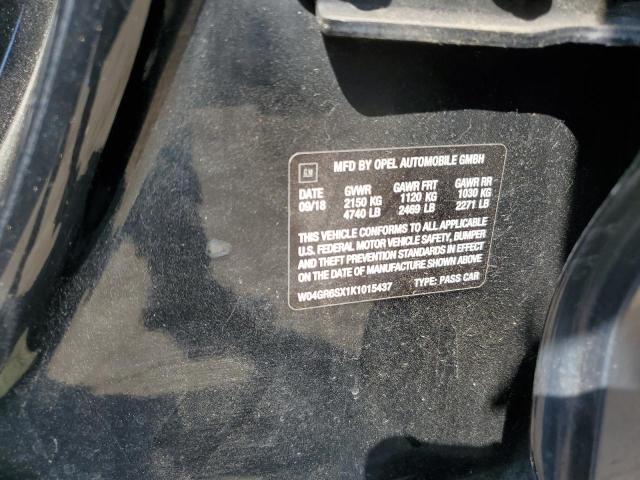 GM
MFD BY OPEL AUTOMOBILE GMBH
DATE GVWR GAWR FRT GAWR RR
09/18 2150 KG 1120 KG 1030 KG
4740 LB 2469 LB 2271 LB
THIS VEHICLE CONFORMS TO ALL APPLICABLE
U.S. FEDERAL MOTOR VEHICLE SAFETY, BUMPER
AND THEFT PREVENTION STANDARDS IN EFFECT
ON THE DATE OF MANUFACTURE SHOWN ABOVE
W04GR6SX1K1015437 TYPE: PASS CAR